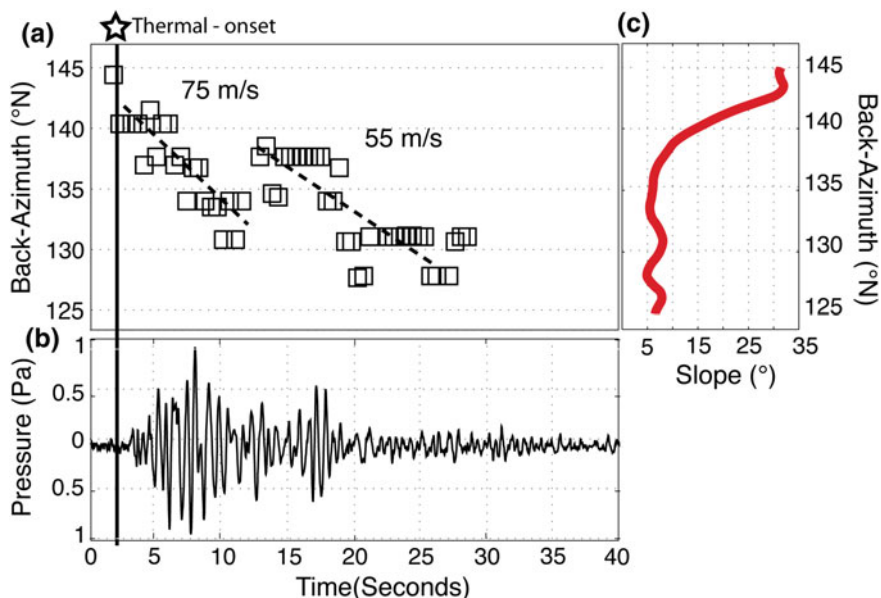 Thermal - onset
(a)
145
140
135
130
125
Back-Azimuth (°N)
75 m/s
55 m/s
(c)
145
140
135
130
125
Back-Azimuth (°N)
5 15 25 35
Slope (°)
(b)
1
0.5
0
0.5
1
Pressure (Pa)
0 5 10 15 20 25 30 35 40
Time(Seconds)